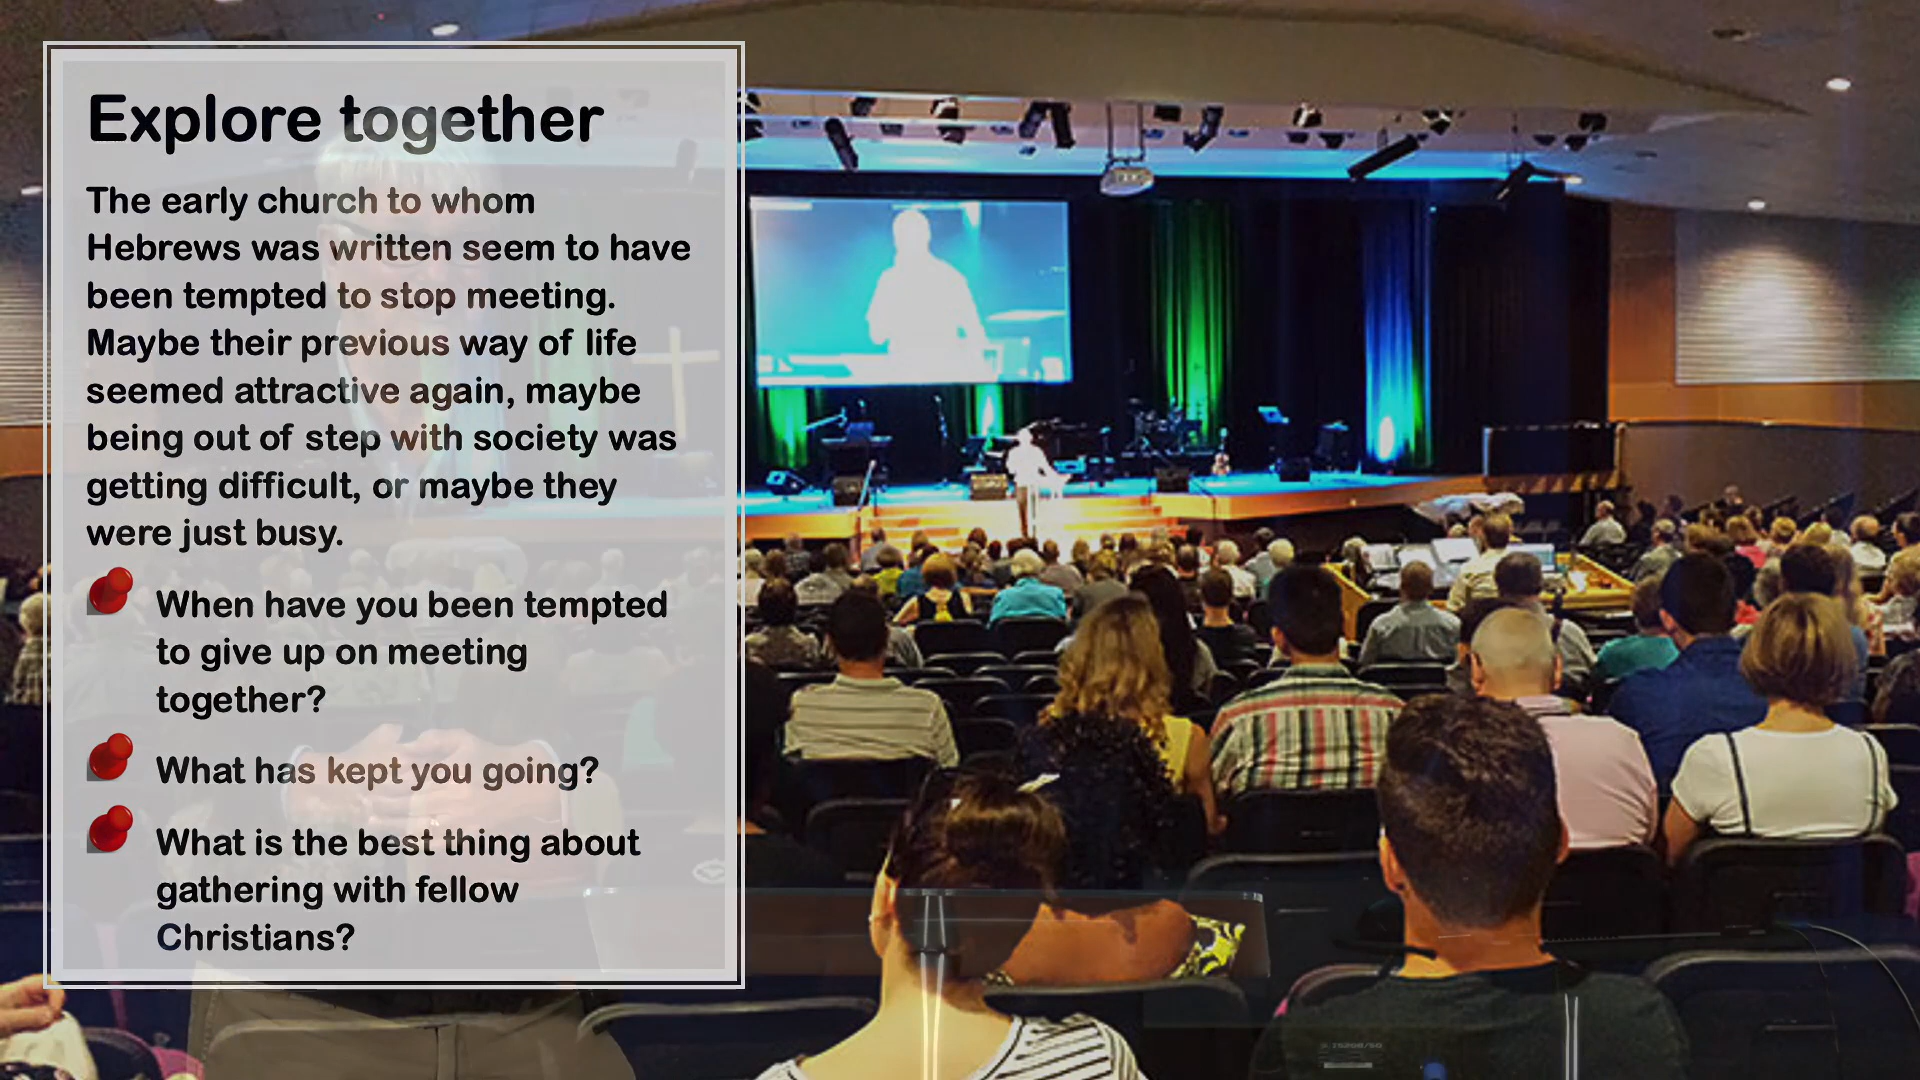 Explore together
The early church to whom
Hebrews was written seem to have
been tempted to stop meeting.
Maybe their previous way of life
seemed attractive again, maybe
being out of step with society was
getting difficult, or maybe they
were just busy.
When have you been tempted
to give up on meeting
together?
What has kept you going?
What is the best thing about
gathering with fellow
Christians?